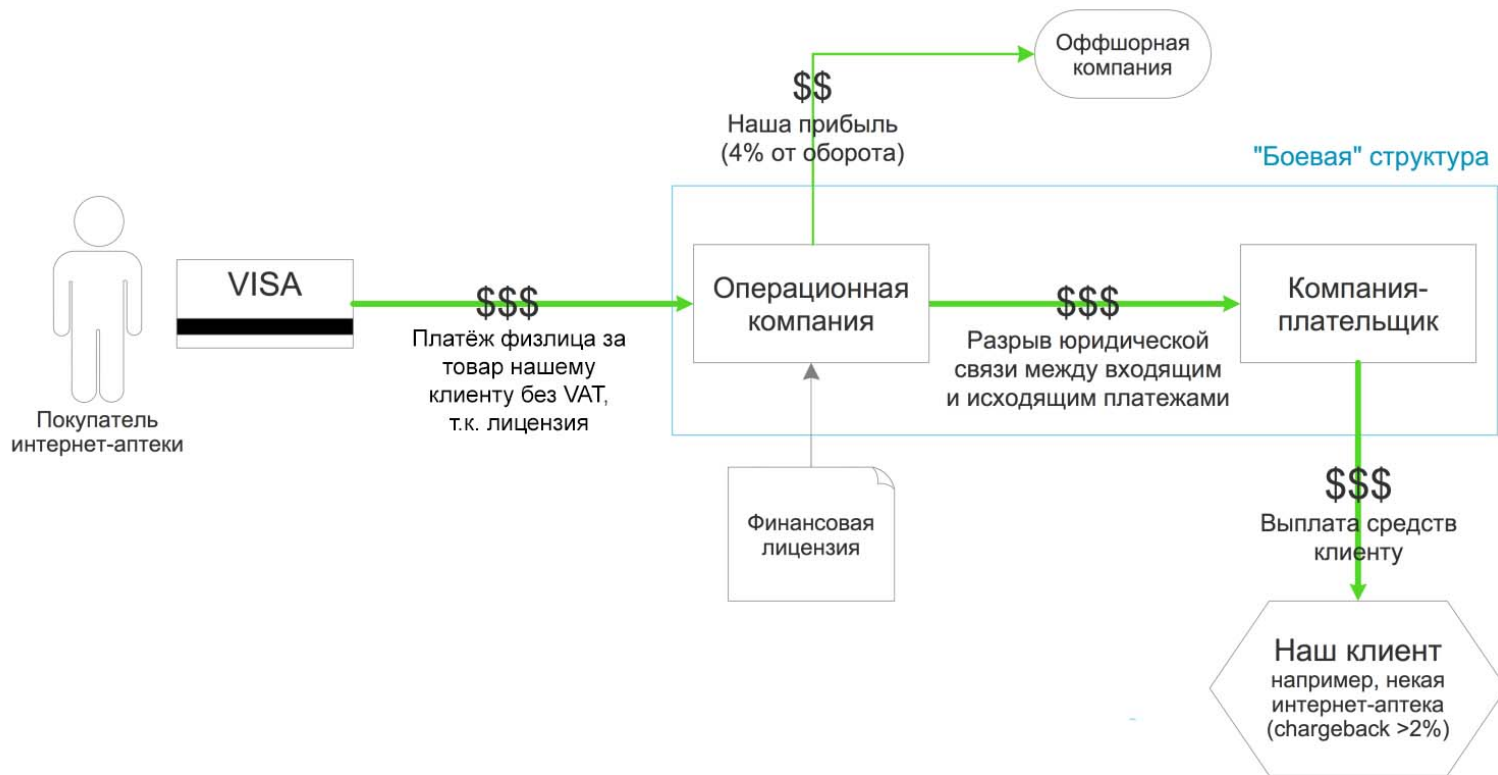 Оффшорная
компания
$$
Наша прибыль
(4% от оборота)
"Боевая" структура
VISA
$$$
Платёж физлица за
товар нашему
клиенту без VAT,
т.к. лицензия
Операционная
компания
$$$
Разрыв юридической
связи между входящим
и исходящим платежами
Компания-
плательщик
Покупатель
интернет-аптеки
Финансовая
лицензия
$$$
Выплата средств
клиенту
Наш клиент
например, некая
интернет-аптека
(chargeback >2%)